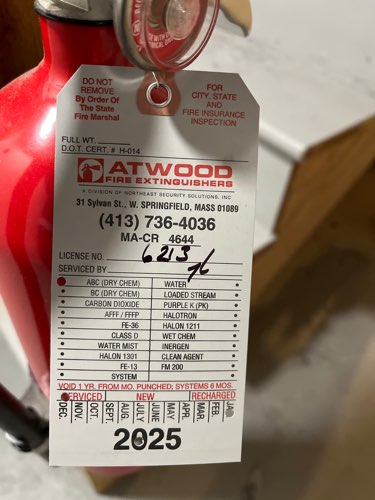 DO NOT
REMOVE
By Order Of
The State
Fire Marshal
FOR
CITY, STATE
AND
FIRE INSURANCE
INSPECTION
FULL WT.
D.O.T. CERT. # H-014
ATWOOD
FIRE EXTINGUISHERS
A DIVISION OF NORTHEAST SECURITY SOLUTIONS, INC
31 Sylvan St., W. SPRINGFIELD, MASS 01089
(413) 736-4036
MA-CR 4644
LICENSE NO. 6213
SERVICED BY
ABC (DRY CHEM) WATER
BC (DRY CHEM) LOADED STREAM
CARBON DIOXIDE PURPLE K (PK)
AFFF / FFFP HALOTRON
FE-36 HALON 1211
CLASS D WET CHEM
WATER MIST INERGEN
HALON 1301 CLEAN AGENT
FE-13 FM 200
SYSTEM
VOID 1 YR. FROM MO. PUNCHED; SYSTEMS 6 MOS.
SERVICED NEW RECHARGED
DEC. NOV. OCT. SEP. AUG. JULY JUNE MAY APR. MAR. FEB. JAN
2025